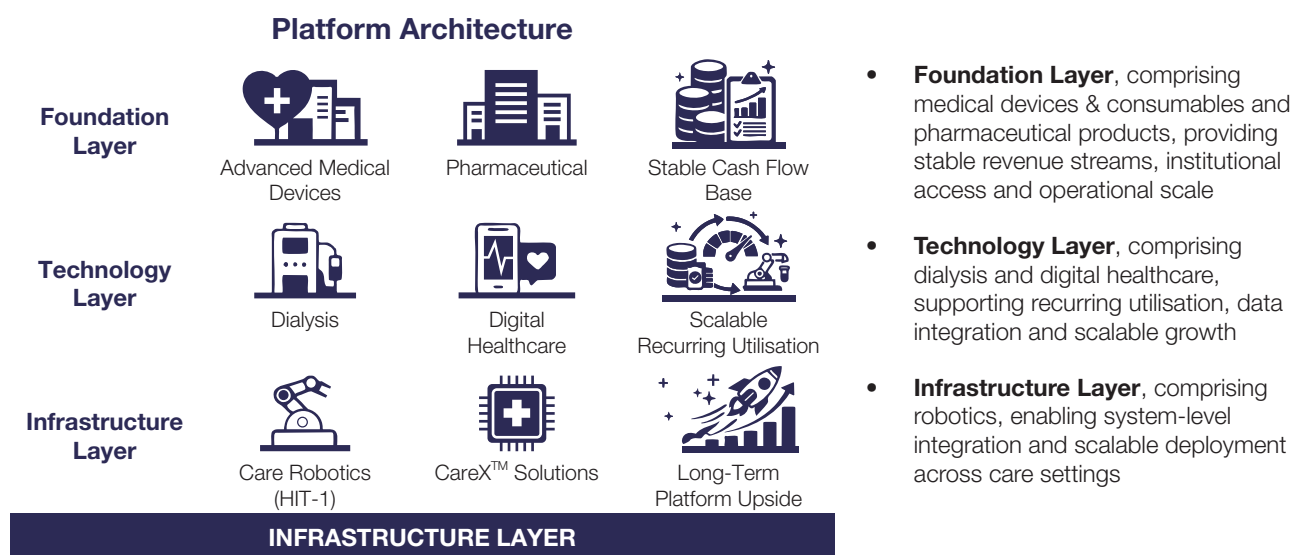 Platform Architecture
Foundation
Layer
Advanced Medical
Devices
Pharmaceutical
Stable Cash Flow
Base
Technology
Layer
Dialysis
Digital
Healthcare
Scalable
Recurring Utilisation
Infrastructure
Layer
Care Robotics
(HIT-1)
CareX™ Solutions
Long-Term
Platform Upside
INFRASTRUCTURE LAYER
• Foundation Layer, comprising
medical devices & consumables and
pharmaceutical products, providing
stable revenue streams, institutional
access and operational scale
• Technology Layer, comprising
dialysis and digital healthcare,
supporting recurring utilisation, data
integration and scalable growth
• Infrastructure Layer, comprising
robotics, enabling system-level
integration and scalable deployment
across care settings